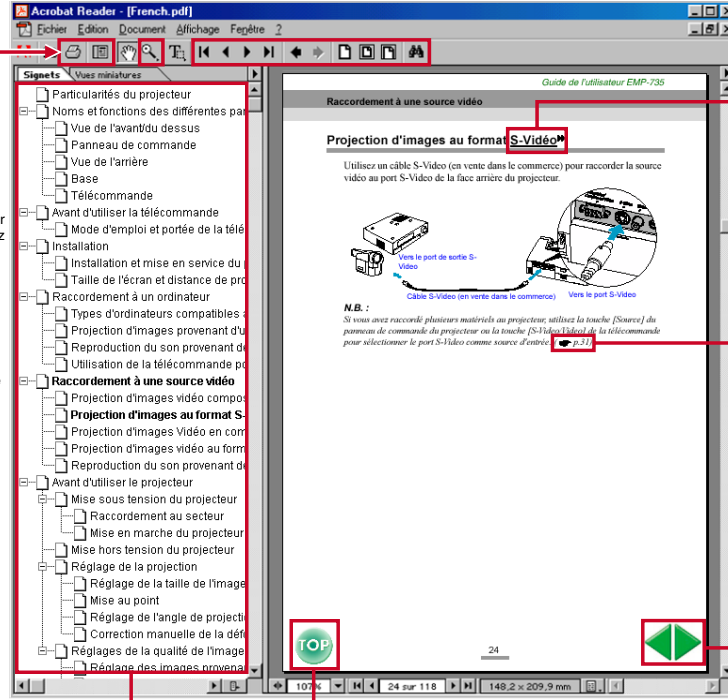 Acrobat Reader - [French.pdf]
Fichier Edition Document Affichage Fenêtre ?
Signets Vues miniatures
r
z
Particularités du projecteur
Noms et fonctions des différentes par
Vue de l'avant/du dessus
Panneau de commande
Vue de l'arrière
Base
Télécommande
Avant d'utiliser la télécommande
Mode d'emploi et portée de la télé
Installation
Installation et mise en service du
Taille de l'écran et distance de pro
Raccordement à un ordinateur
Types d'ordinateurs compatibles a
Projection d'images provenant d'u
Reproduction du son provenant de
Utilisation de la télécommande po
Raccordement à une source vidéo
Projection d'images vidéo compos
Projection d'images au format S-
Projection d'images Vidéo en com
Projection d'images vidéo au form
Reproduction du son provenant de
Avant d'utiliser le projecteur
Mise sous tension du projecteur
Raccordement au secteur
Mise en marche du projecteur
Mise hors tension du projecteur
Réglage de la projection
Réglage de la taille de l'image
Mise au point
Réglage de l'angle de projecti
Correction manuelle de la défo
Réglages de la qualité de l'image
Réglage des images provena
Guide de l'utilisateur EMP-735
Raccordement à une source vidéo
Projection d'images au format S-Vidéo
Utilisez un câble S-Video (en vente dans le commerce) pour raccorder la source
vidéo au port S-Video de la face arrière du projecteur.
Vers le port de sortie S-
Video
Câble S-Video (en vente dans le commerce)
Vers le port S-Video
N.B. :
Si vous avez raccordé plusieurs matériels au projecteur, utilisez la touche [Source] du
panneau de commande du projecteur ou la touche [S-Video/Video] de la télécommande
pour sélectionner le port S-Video comme source d'entrée. ( p.31)
TOP
24
107% 24 sur 118 148,2 x 209,9 mm